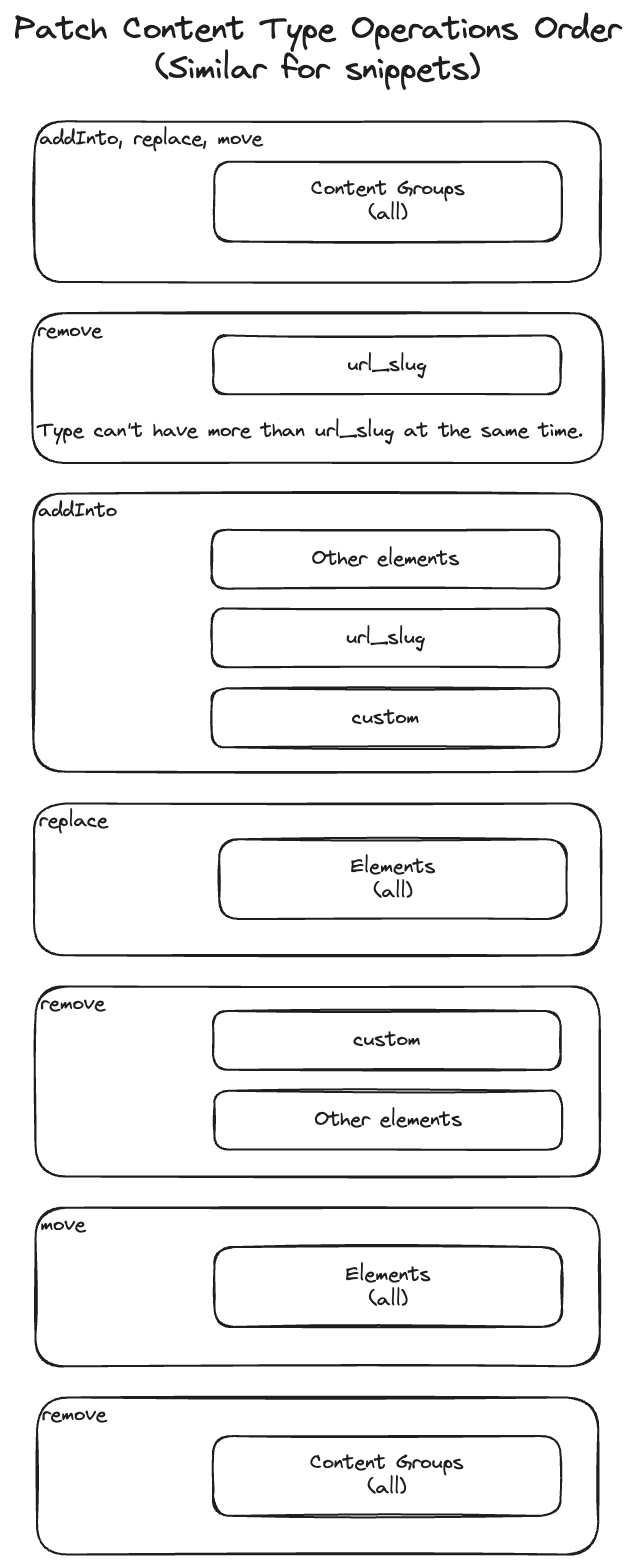 Patch Content Type Operations Order
(Similar for snippets)
addInto, replace, move
Content Groups
(all)
remove
url_slug
Type can't have more than url_slug at the same time.
addInto
Other elements
url_slug
custom
replace
Elements
(all)
remove
custom
Other elements
move
Elements
(all)
remove
Content Groups
(all)